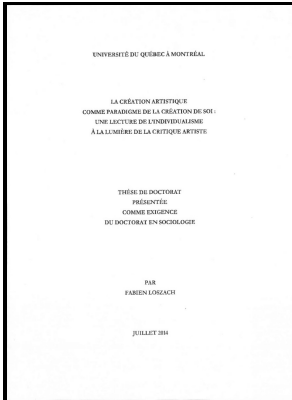 UNIVERSITÉ DU QUÉBEC À MONTRÉAL
LA CRÉATION ARTISTIQUE
COMME PARADIGME DE LA CRÉATION DE SOI :
UNE LECTURE DE L'INDIVIDUALISME
À LA LUMIÈRE DE LA CRITIQUE ARTISTE
THÈSE DE DOCTORAT
PRÉSENTÉE
COMME EXIGENCE
DU DOCTORAT EN SOCIOLOGIE
PAR
FABIEN LOSZACH
JUILLET 2014